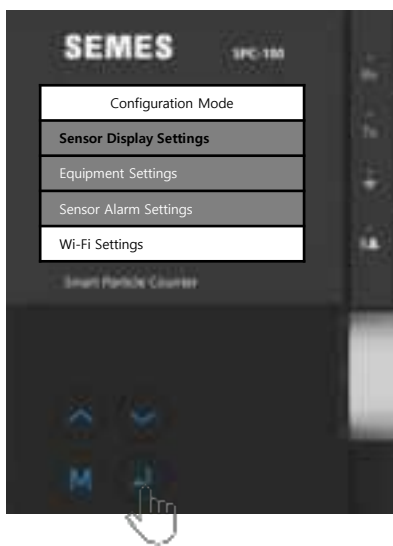 SEMES
SPC-100
Configuration Mode
Sensor Display Settings
Equipment Settings
Sensor Alarm Settings
Wi-Fi Settings
Smart Particle Counter
M